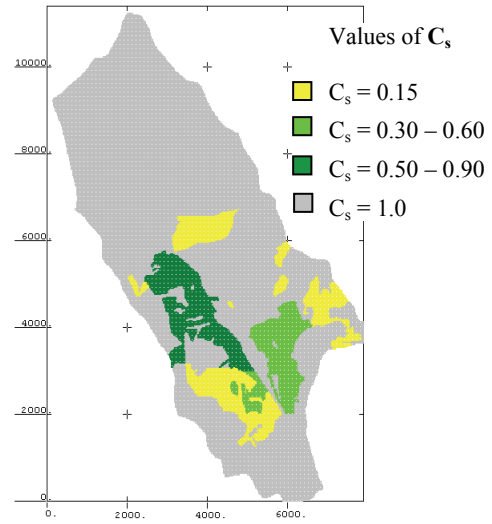 Values of Cs
Cs = 0.15
Cs = 0.30 – 0.60
Cs = 0.50 – 0.90
Cs = 1.0
10000.
8000.
6000.
4000.
2000.
0.
0. 2000. 4000. 6000.